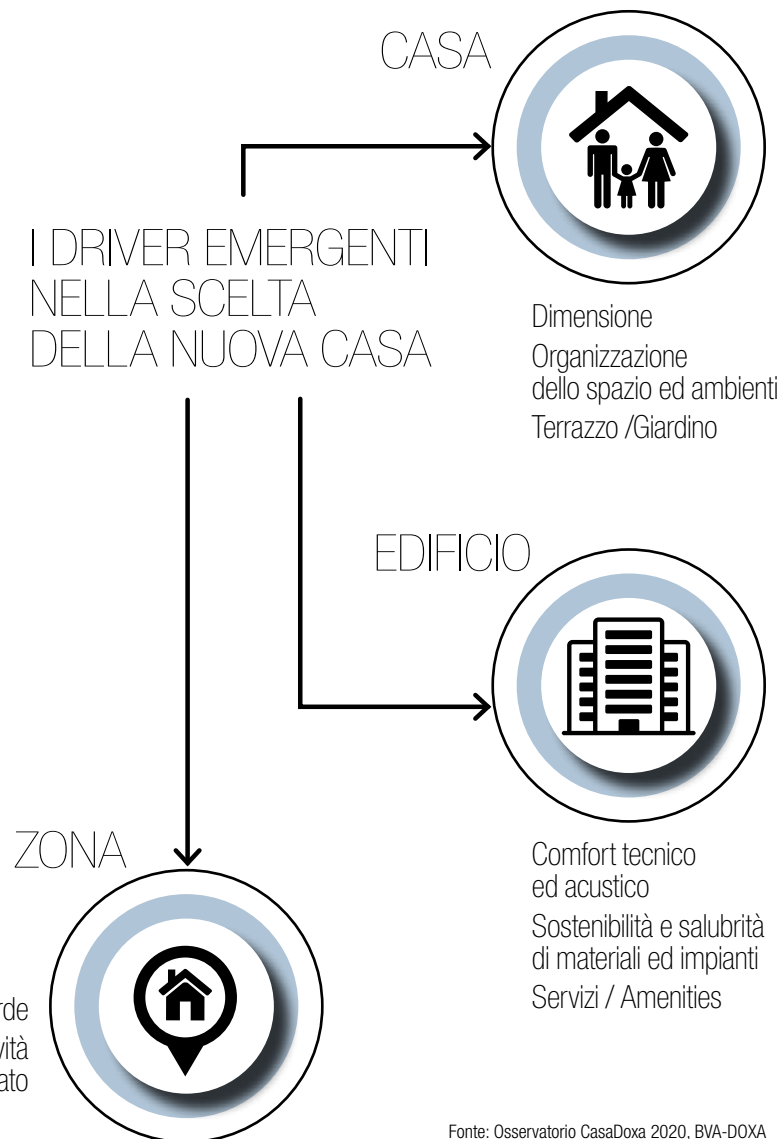 CASA
I DRIVER EMERGENTI
NELLA SCELTA
DELLA NUOVA CASA
Dimensione
Organizzazione
dello spazio ed ambienti
Terrazzo /Giardino
EDIFICIO
Comfort tecnico
ed acustico
Sostenibilità e salubrità
di materiali ed impianti
Servizi / Amenities
ZONA
Fonte: Osservatorio CasaDoxa 2020, BVA-DOXA